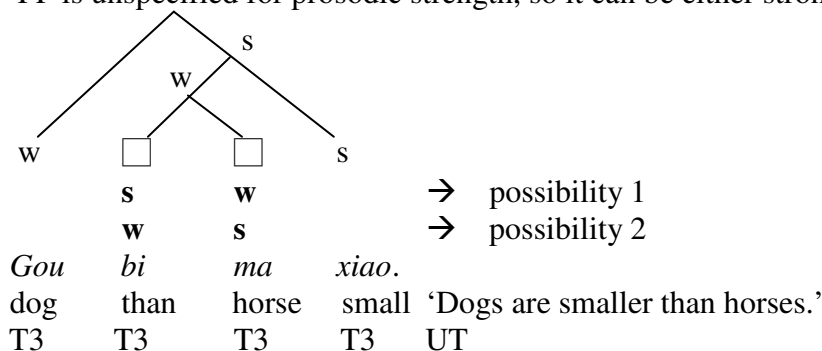 PP is unspecified for prosodic strength, so it can be either stron
s
w
w □ □ s
s w → possibility 1
w s → possibility 2
Gou bi ma xiao.
dog than horse small ‘Dogs are smaller than horses.’
T3 T3 T3 T3 UT